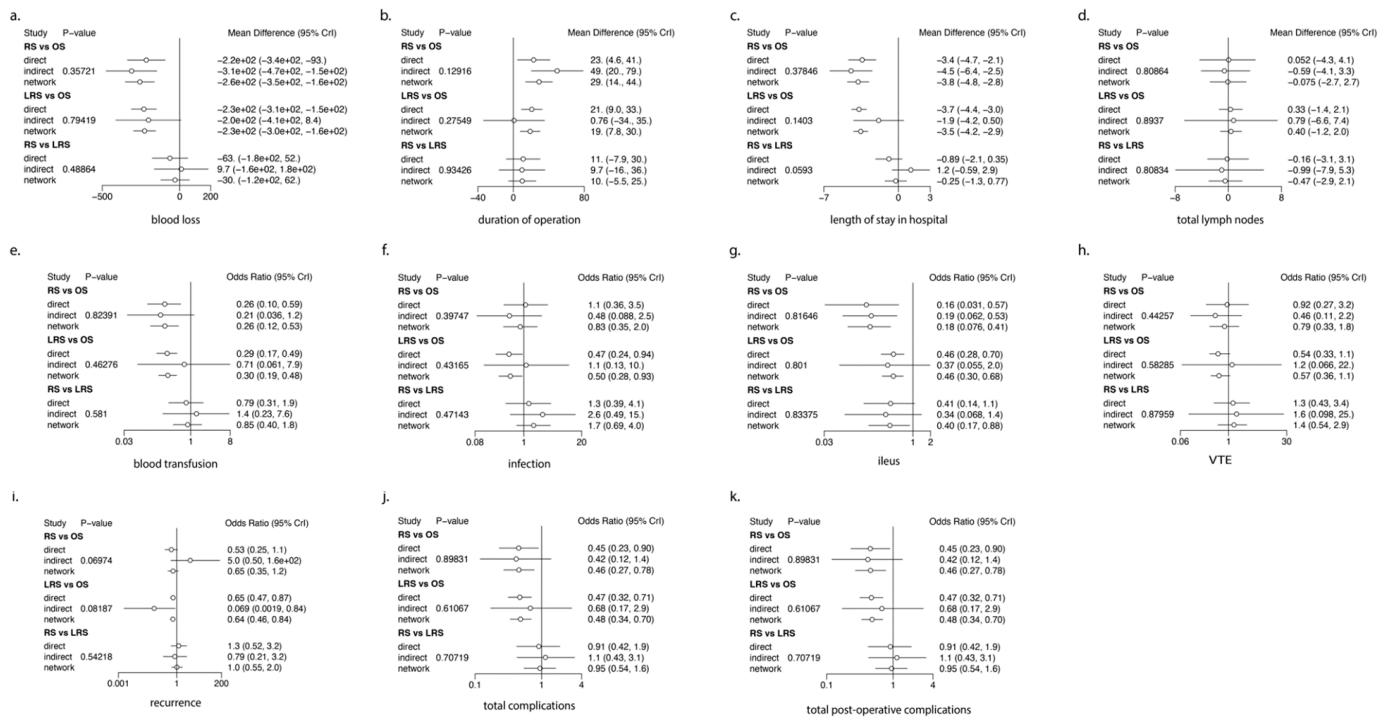 a.
Study P-value Mean Difference (95% CrI)
RS vs OS
direct −2.2e+02 (−3.4e+02, −93.)
indirect 0.35721 −3.1e+02 (−4.7e+02, −1.5e+02)
network −2.6e+02 (−3.5e+02, −1.6e+02)
LRS vs OS
direct −2.3e+02 (−3.1e+02, −1.5e+02)
indirect 0.79419 −2.0e+02 (−4.1e+02, 8.4)
network −2.3e+02 (−3.0e+02, −1.6e+02)
RS vs LRS
direct −63. (−1.8e+02, 52.)
indirect 0.48864 9.7 (−1.6e+02, 1.8e+02)
network −30. (−1.2e+02, 62.)
−500 0 200
blood loss
b.
Study P-value Mean Difference (95% CrI)
RS vs OS
direct 23. (4.6, 41.)
indirect 0.12916 49. (20., 79.)
network 29. (14., 44.)
LRS vs OS
direct 21. (9.0, 33.)
indirect 0.27549 0.76 (−34., 35.)
network 19. (7.8, 30.)
RS vs LRS
direct 11. (−7.9, 30.)
indirect 0.93426 9.7 (−16., 36.)
network 10. (−5.5, 25.)
−40 0 80
duration of operation
c.
Study P-value Mean Difference (95% CrI)
RS vs OS
direct −3.4 (−4.7, −2.1)
indirect 0.37846 −4.5 (−6.4, −2.5)
network −3.8 (−4.8, −2.8)
LRS vs OS
direct −3.7 (−4.4, −3.0)
indirect 0.1403 −1.9 (−4.2, 0.50)
network −3.5 (−4.2, −2.9)
RS vs LRS
direct −0.89 (−2.1, 0.35)
indirect 0.0593 1.2 (−0.59, 2.9)
network −0.25 (−1.3, 0.77)
−7 0 3
length of stay in hospital
d.
Study P-value Mean Difference (95% CrI)
RS vs OS
direct 0.052 (−4.3, 4.1)
indirect 0.80864 −0.59 (−4.1, 3.3)
network −0.075 (−2.7, 2.7)
LRS vs OS
direct 0.33 (−1.4, 2.1)
indirect 0.8937 0.79 (−6.6, 7.4)
network 0.40 (−1.2, 2.0)
RS vs LRS
direct −0.16 (−3.1, 3.1)
indirect 0.80834 −0.99 (−7.9, 5.3)
network −0.47 (−2.9, 2.1)
−8 0 8
total lymph nodes
e.
Study P-value Odds Ratio (95% CrI)
RS vs OS
direct 0.26 (0.10, 0.59)
indirect 0.82391 0.21 (0.036, 1.2)
network 0.26 (0.12, 0.53)
LRS vs OS
direct 0.29 (0.17, 0.49)
indirect 0.46276 0.71 (0.061, 7.9)
network 0.30 (0.19, 0.48)
RS vs LRS
direct 0.79 (0.31, 1.9)
indirect 0.581 1.4 (0.23, 7.6)
network 0.85 (0.40, 1.8)
0.03 1 8
blood transfusion
f.
Study P-value Odds Ratio (95% CrI)
RS vs OS
direct 1.1 (0.36, 3.5)
indirect 0.39747 0.48 (0.088, 2.5)
network 0.83 (0.35, 2.0)
LRS vs OS
direct 0.47 (0.24, 0.94)
indirect 0.43165 1.1 (0.13, 10.)
network 0.50 (0.28, 0.93)
RS vs LRS
direct 1.3 (0.39, 4.1)
indirect 0.47143 2.6 (0.49, 15.)
network 1.7 (0.69, 4.0)
0.08 1 20
infection
g.
Study P-value Odds Ratio (95% CrI)
RS vs OS
direct 0.16 (0.031, 0.57)
indirect 0.81646 0.19 (0.062, 0.53)
network 0.18 (0.076, 0.41)
LRS vs OS
direct 0.46 (0.28, 0.70)
indirect 0.801 0.37 (0.055, 2.0)
network 0.46 (0.30, 0.68)
RS vs LRS
direct 0.41 (0.14, 1.1)
indirect 0.83375 0.34 (0.068, 1.4)
network 0.40 (0.17, 0.88)
0.03 1 2
ileus
h.
Study P-value Odds Ratio (95% CrI)
RS vs OS
direct 0.92 (0.27, 3.2)
indirect 0.44257 0.46 (0.11, 2.2)
network 0.79 (0.33, 1.8)
LRS vs OS
direct 0.54 (0.33, 1.1)
indirect 0.58285 1.2 (0.066, 22.)
network 0.57 (0.36, 1.1)
RS vs LRS
direct 1.3 (0.43, 3.4)
indirect 0.87959 1.6 (0.098, 25.)
network 1.4 (0.54, 2.9)
0.06 1 30
VTE
i.
Study P-value Odds Ratio (95% CrI)
RS vs OS
direct 0.53 (0.25, 1.1)
indirect 0.06974 5.0 (0.50, 1.6e+02)
network 0.65 (0.35, 1.2)
LRS vs OS
direct 0.65 (0.47, 0.87)
indirect 0.08187 0.069 (0.0019, 0.84)
network 0.64 (0.46, 0.84)
RS vs LRS
direct 1.3 (0.52, 3.2)
indirect 0.54218 0.79 (0.21, 3.2)
network 1.0 (0.55, 2.0)
0.001 1 200
recurrence
j.
Study P-value Odds Ratio (95% CrI)
RS vs OS
direct 0.45 (0.23, 0.90)
indirect 0.89831 0.42 (0.12, 1.4)
network 0.46 (0.27, 0.78)
LRS vs OS
direct 0.47 (0.32, 0.71)
indirect 0.61067 0.68 (0.17, 2.9)
network 0.48 (0.34, 0.70)
RS vs LRS
direct 0.91 (0.42, 1.9)
indirect 0.70719 1.1 (0.43, 3.1)
network 0.95 (0.54, 1.6)
0.1 1 4
total complications
k.
Study P-value Odds Ratio (95% CrI)
RS vs OS
direct 0.45 (0.23, 0.90)
indirect 0.89831 0.42 (0.12, 1.4)
network 0.46 (0.27, 0.78)
LRS vs OS
direct 0.47 (0.32, 0.71)
indirect 0.61067 0.68 (0.17, 2.9)
network 0.48 (0.34, 0.70)
RS vs LRS
direct 0.91 (0.42, 1.9)
indirect 0.70719 1.1 (0.43, 3.1)
network 0.95 (0.54, 1.6)
0.1 1 4
total post-operative complications